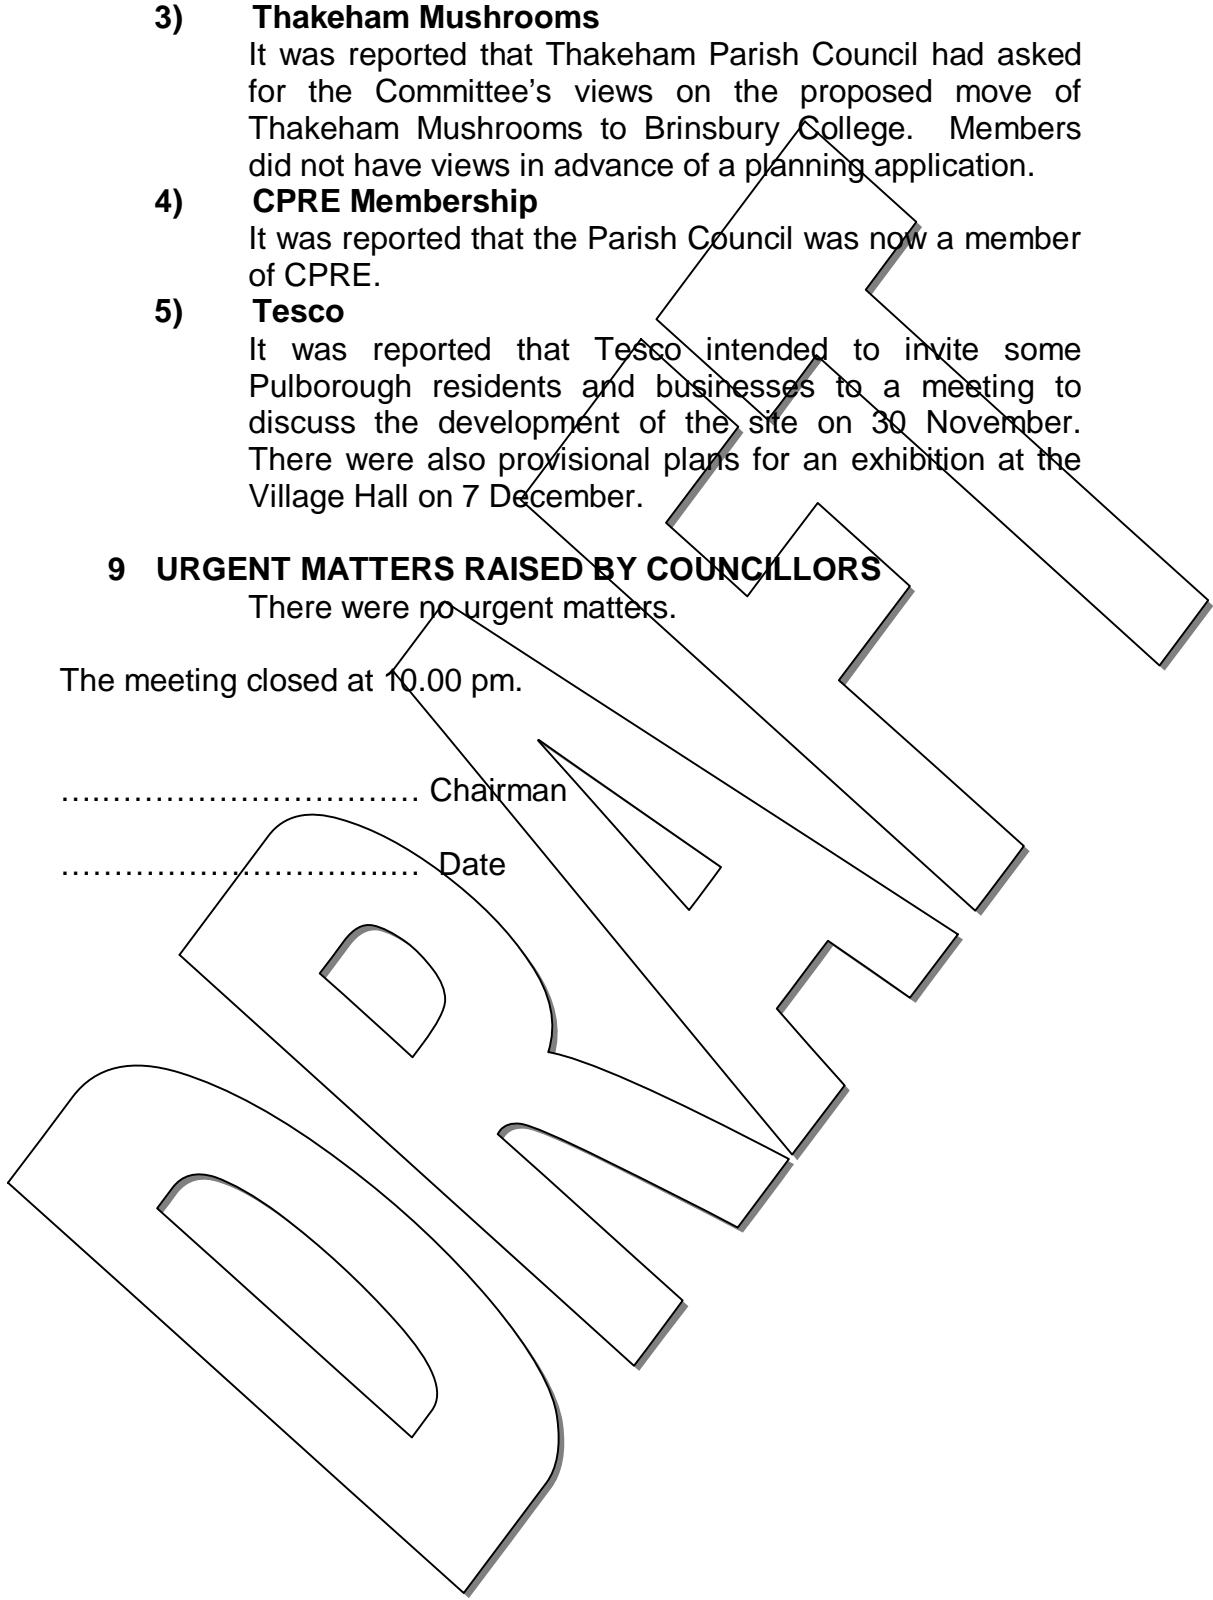 3) Thakeham Mushrooms
It was reported that Thakeham Parish Council had asked
for the Committee’s views on the proposed move of
Thakeham Mushrooms to Brinsbury College. Members
did not have views in advance of a planning application.
4) CPRE Membership
It was reported that the Parish Council was now a member
of CPRE.
5) Tesco
It was reported that Tesco intended to invite some
Pulborough residents and businesses to a meeting to
discuss the development of the site on 30 November.
There were also provisional plans for an exhibition at the
Village Hall on 7 December.
9 URGENT MATTERS RAISED BY COUNCILLORS
There were no urgent matters.
The meeting closed at 10.00 pm.
…………………………… Chairman
…………………………… Date
DRAFT